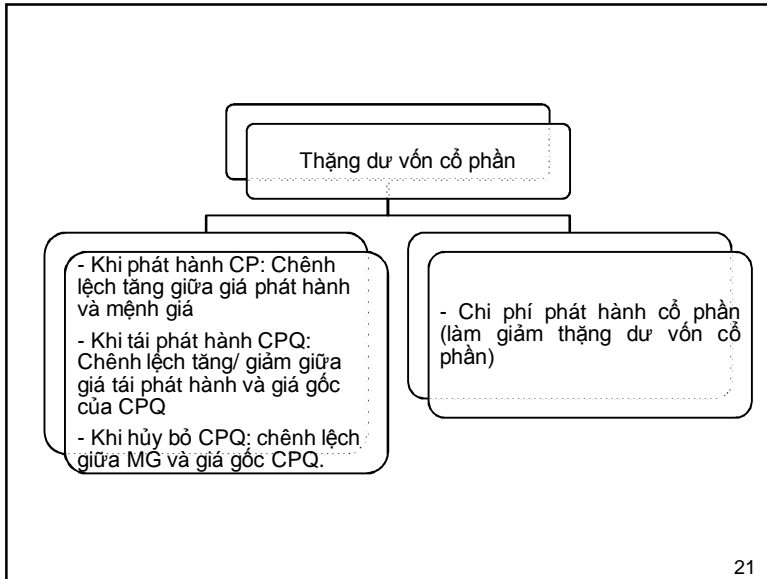 Thặng dư vốn cổ phần
- Khi phát hành CP: Chênh
lệch tăng giữa giá phát hành
và mệnh giá
- Khi tái phát hành CPQ:
Chênh lệch tăng/ giảm giữa
giá tái phát hành và giá gốc
của CPQ
- Khi hủy bỏ CPQ: chênh lệch
giữa MG và giá gốc CPQ.
- Chi phí phát hành cổ phần
(làm giảm thặng dư vốn cổ
phần)
21